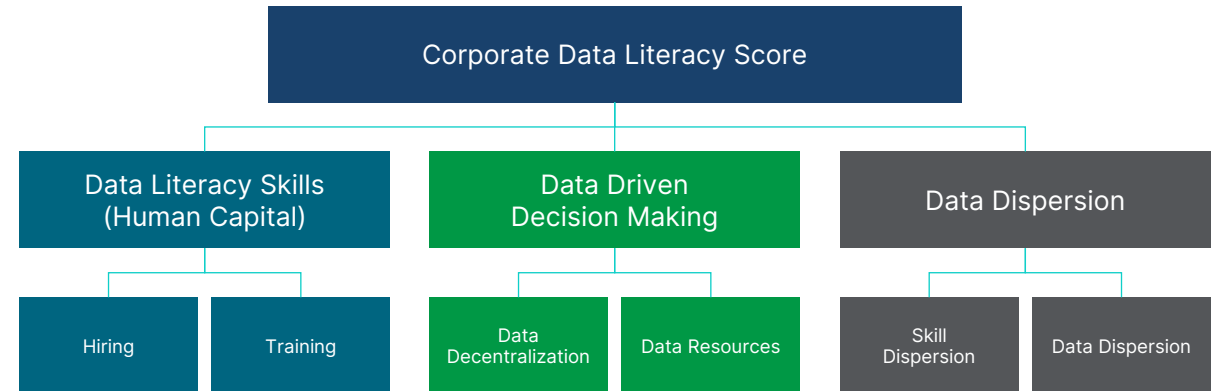 Corporate Data Literacy Score
Data Literacy Skills
(Human Capital)
Data Driven
Decision Making
Data Dispersion
Hiring
Training
Data
Decentralization
Data Resources
Skill
Dispersion
Data Dispersion